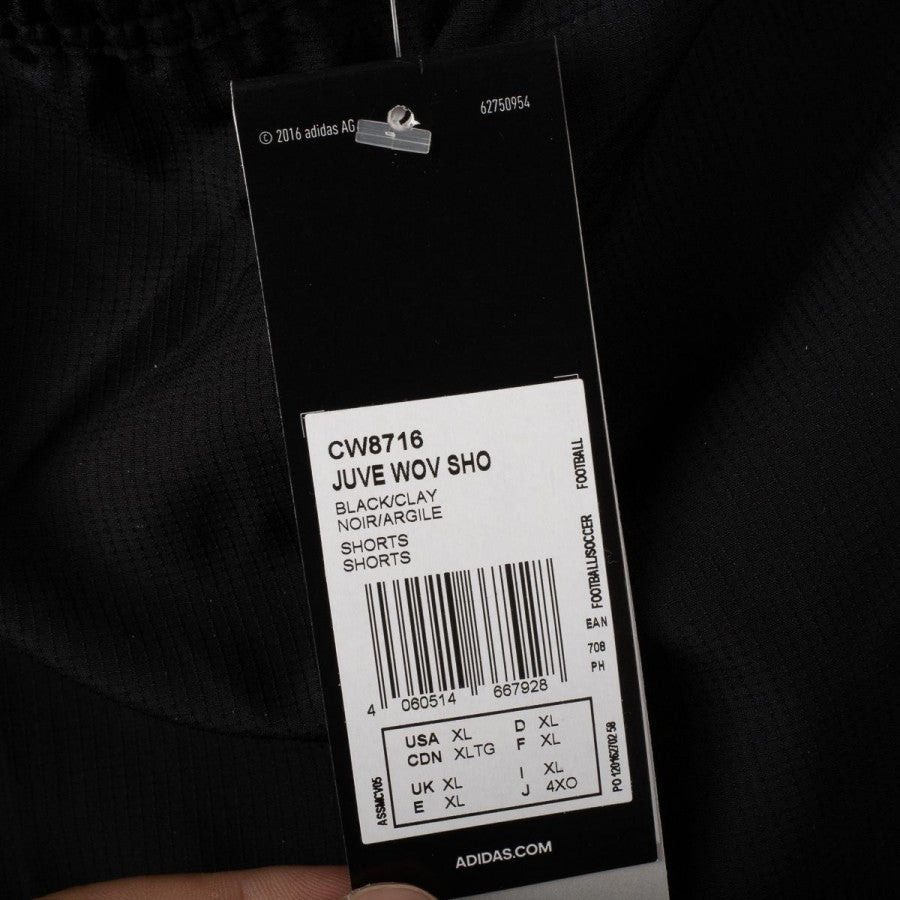 © 2016 adidas AG
62750954
CW8716
JUVE WOV SHO
BLACK/CLAY
NOIR/ARGILE
SHORTS
SHORTS
FOOTBALL
FOOTBALL/SOCCER
EAN
708
PH
4 060514 667928
USA XL D XL
CDN XLTG F XL
UK XL I XL
E XL J 4XO
ASSMCV05
PO 0120162702 58
ADIDAS.COM